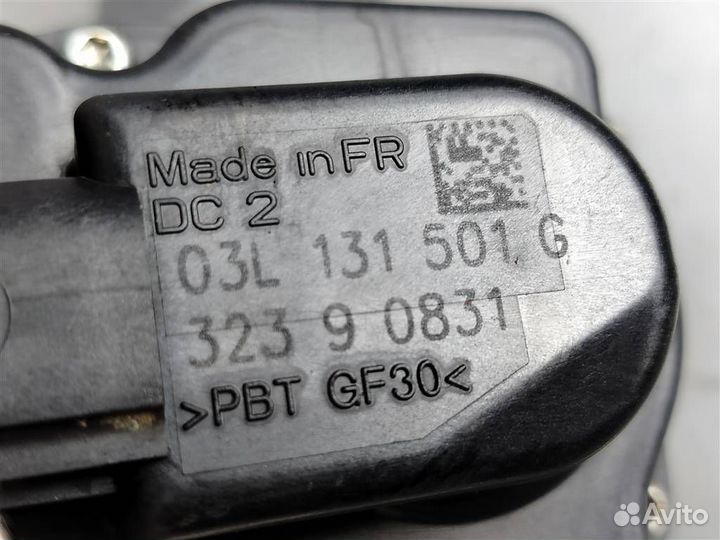 Made in FR
DC 2
03L 131 501 G
323 9 0831
>PBT GF30<
Avito